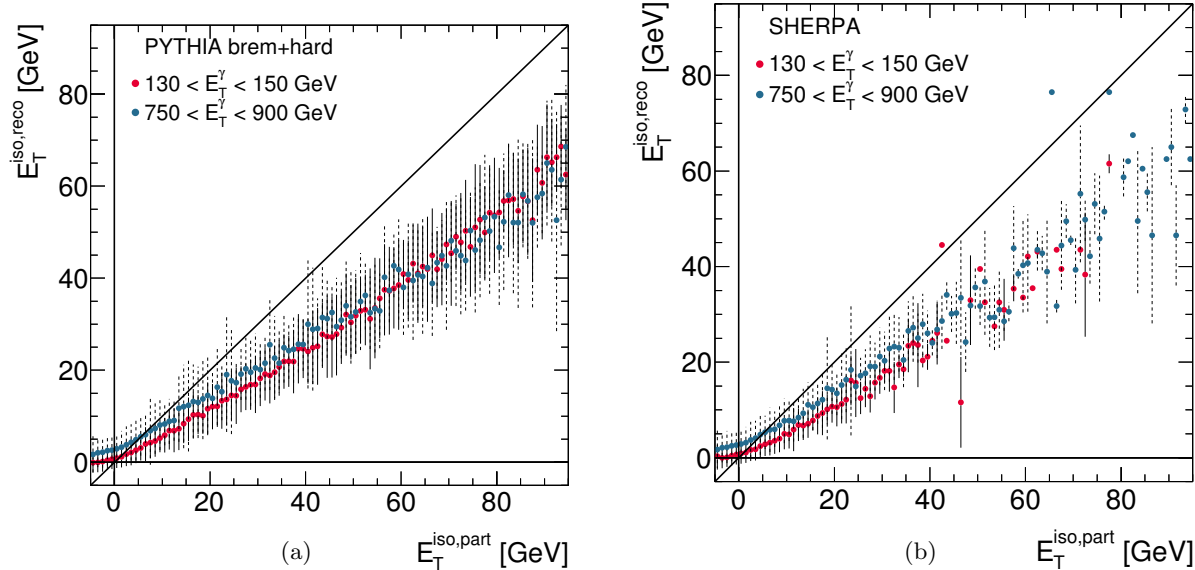 PYTHIA brem+hard
130 < E_T^γ < 150 GeV
750 < E_T^γ < 900 GeV
E_T^iso,reco [GeV]
80
60
40
20
0
0 20 40 60 80
E_T^iso,part [GeV]
(a)
SHERPA
130 < E_T^γ < 150 GeV
750 < E_T^γ < 900 GeV
E_T^iso,reco [GeV]
80
60
40
20
0
0 20 40 60 80
E_T^iso,part [GeV]
(b)